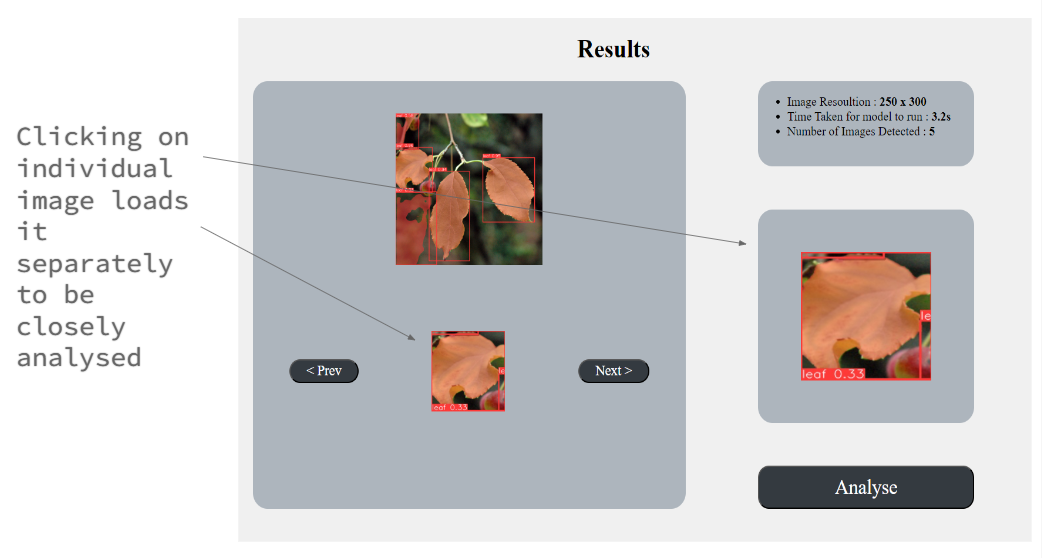 Results
Clicking on
individual
image loads
it
separately
to be
closely
analysed
Image Resoultion : 250 x 300
Time Taken for model to run : 3.2s
Number of Images Detected : 5
< Prev
leaf 0.33
le
Next >
le
leaf 0.33
Analyse